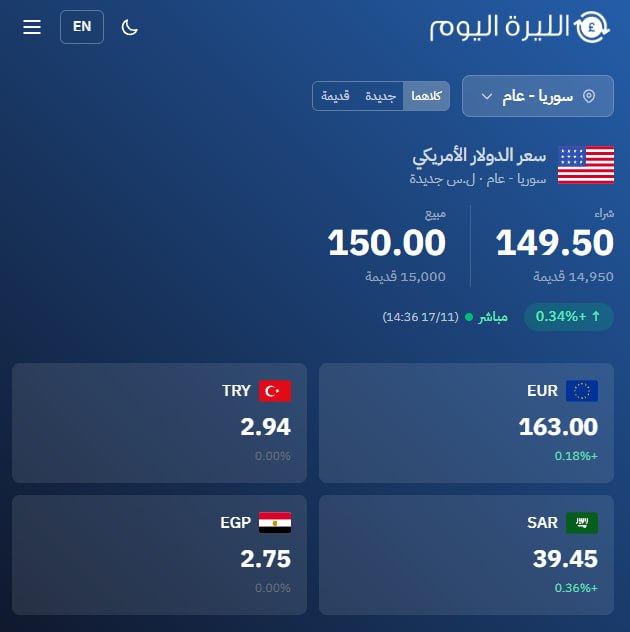 الليرة اليوم
EN
سوريا - عام
كلاهما جديدة قديمة
سعر الدولار الأمريكي
سوريا - عام · ل.س جديدة
شراء
149.50
14,950 قديمة
مبيع
150.00
15,000 قديمة
↑ +0.34%
مباشر (14:36 17/11)
EUR
163.00
+0.18%
TRY
2.94
0.00%
SAR
39.45
+0.36%
EGP
2.75
0.00%